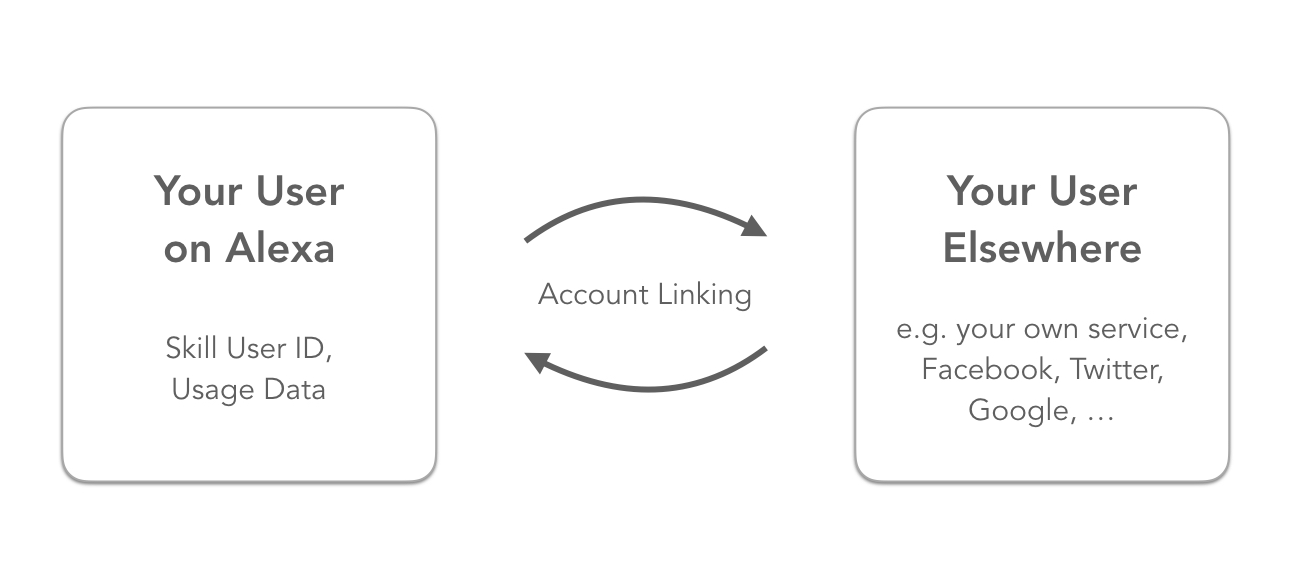 Your User
on Alexa
Skill User ID,
Usage Data
Account Linking
Your User
Elsewhere
e.g. your own service,
Facebook, Twitter,
Google, …